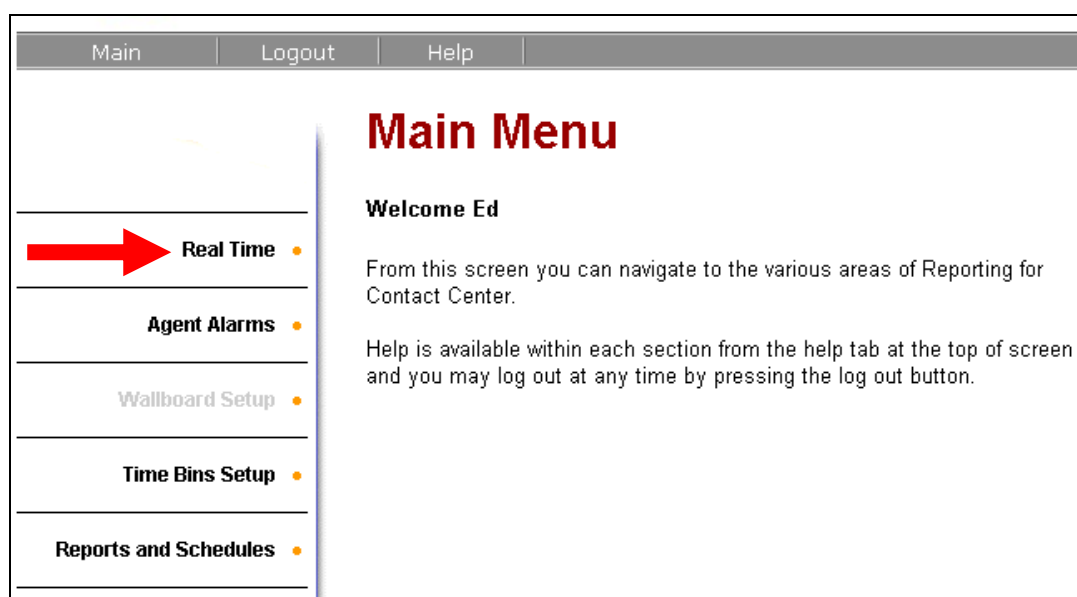 Main Logout Help
Main Menu
Welcome Ed
From this screen you can navigate to the various areas of Reporting for
Contact Center.
Help is available within each section from the help tab at the top of screen
and you may log out at any time by pressing the log out button.
Real Time
Agent Alarms
Wallboard Setup
Time Bins Setup
Reports and Schedules